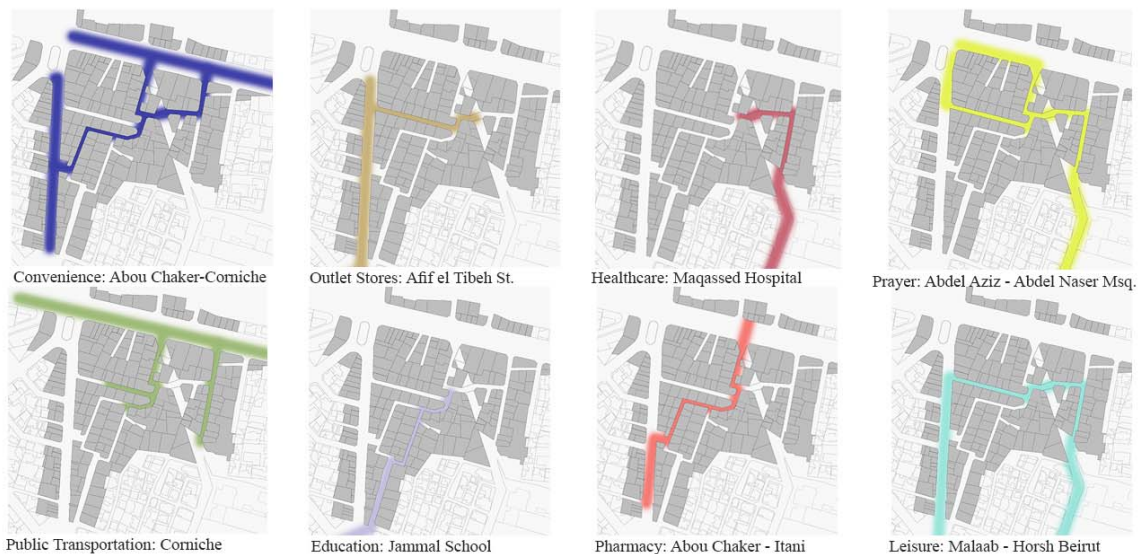 Convenience: Abou Chaker-Corniche
Outlet Stores: Afif el Tibeh St.
Healthcare: Maqassed Hospital
Prayer: Abdel Aziz - Abdel Naser Msq.
Public Transportation: Corniche
Education: Jammal School
Pharmacy: Abou Chaker - Itani
Leisure: Malaab - Horsh Beirut